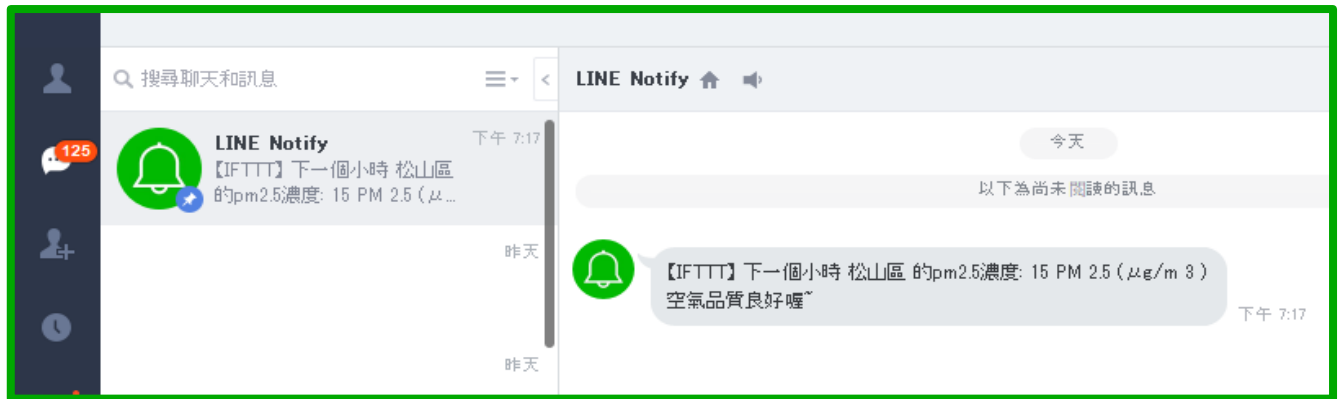 搜尋聊天和訊息
LINE Notify
下午 7:17
【IFTTT】下一個小時 松山區
的pm2.5濃度: 15 PM 2.5 (μ...
125
昨天
昨天
LINE Notify
今天
以下為尚未閱讀的訊息
【IFTTT】下一個小時 松山區 的pm2.5濃度: 15 PM 2.5 (μg/m 3)
空氣品質良好喔~
下午 7:17